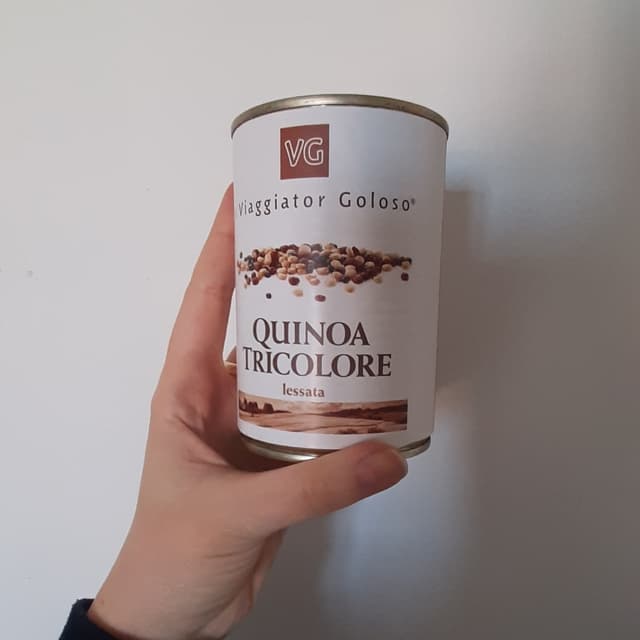 VG
Viaggiator Goloso®
QUINOA
TRICOLORE
lessata